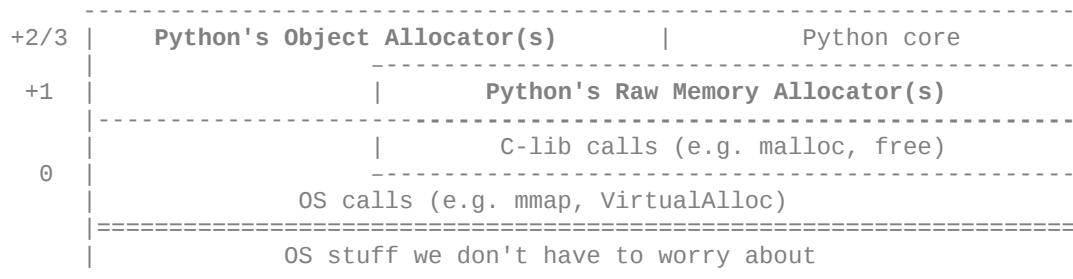 ---------------------------------------------------------------------
+2/3 | Python's Object Allocator(s) | Python core
| -------------------------------------------------
+1 | | Python's Raw Memory Allocator(s)
|---------------------------------------------------------------------
| | C-lib calls (e.g. malloc, free)
0 | -------------------------------------------------
| OS calls (e.g. mmap, VirtualAlloc)
|=====================================================================
| OS stuff we don't have to worry about